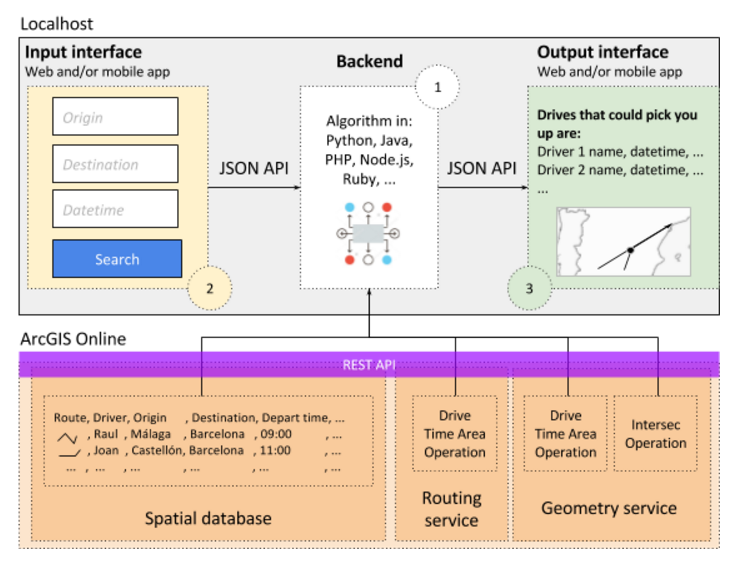 Localhost
Input interface
Web and/or mobile app
Origin
Destination
Datetime
Search
2
JSON API
Backend
1
Algorithm in:
Python, Java,
PHP, Node.js,
Ruby, ...
JSON API
Output interface
Web and/or mobile app
Drives that could pick you
up are:
Driver 1 name, datetime, ...
Driver 2 name, datetime, ...
...
3
ArcGIS Online
REST API
Route, Driver, Origin , Destination, Depart time, ...
, Raul , Málaga , Barcelona , 09:00 , ...
, Joan , Castellón, Barcelona , 11:00 , ...
... , ... , ... , ... , ... , ...
Spatial database
Drive
Time Area
Operation
Routing
service
Drive
Time Area
Operation
Intersec
Operation
Geometry service